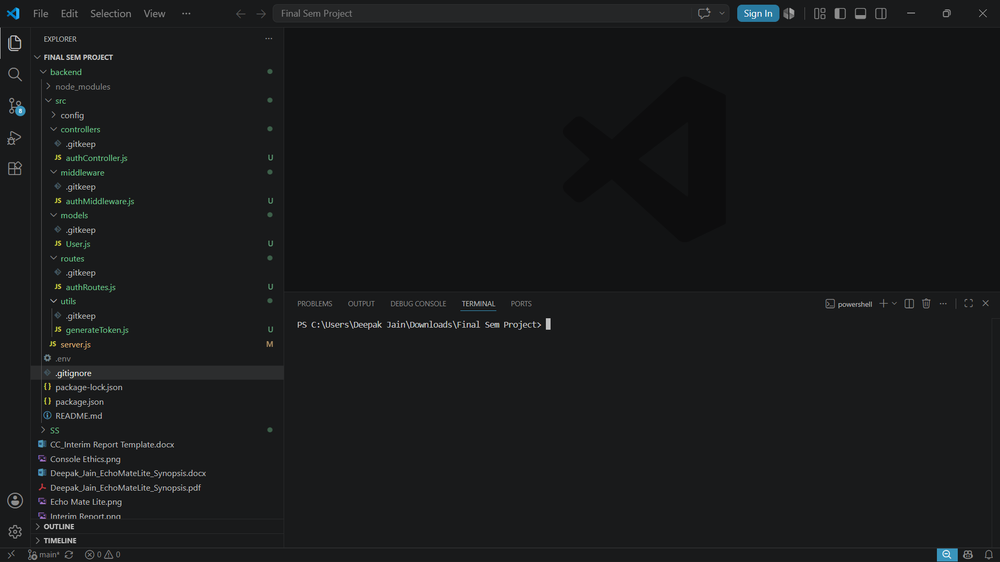 File Edit Selection View ··· Final Sem Project Sign In
EXPLORER ···
FINAL SEM PROJECT
backend
node_modules
src
config
controllers
.gitkeep
JS authController.js U
middleware
.gitkeep
JS authMiddleware.js U
models
.gitkeep
JS User.js U
routes
.gitkeep
JS authRoutes.js U
utils
.gitkeep
JS generateToken.js U
JS server.js M
.env
.gitignore
{} package-lock.json
{} package.json
README.md
SS
CC_Interim Report Template.docx
Console Ethics.png
Deepak_Jain_EchoMateLite_Synopsis.docx
Deepak_Jain_EchoMateLite_Synopsis.pdf
Echo Mate Lite.png
Interim Report.png
OUTLINE
TIMELINE
8
PROBLEMS OUTPUT DEBUG CONSOLE TERMINAL PORTS powershell
PS C:\Users\Deepak Jain\Downloads\Final Sem Project>
main* 0 0